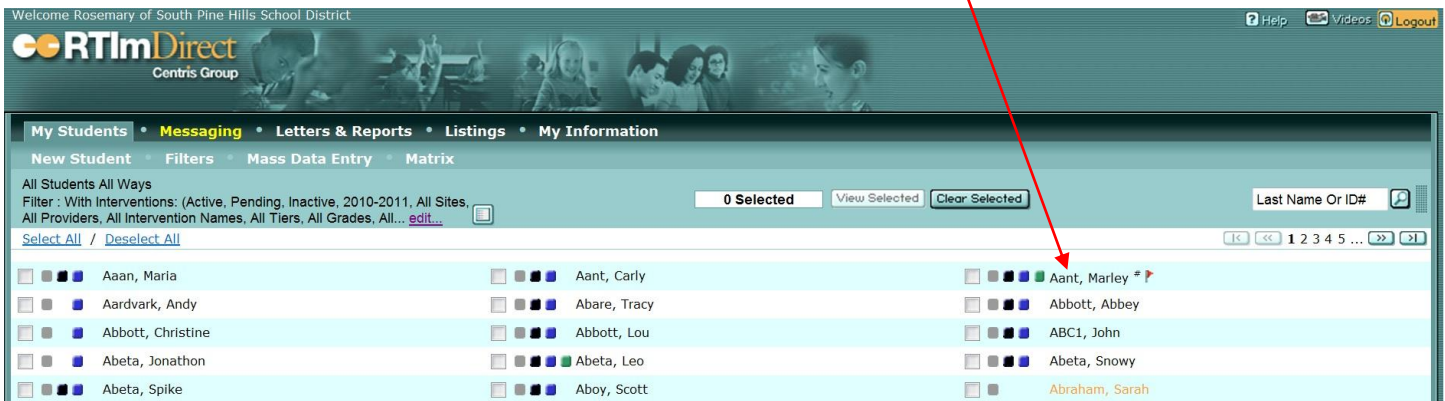 Welcome Rosemary of South Pine Hills School District
Help Videos Logout
RTImDirect
Centris Group
My Students • Messaging • Letters & Reports • Listings • My Information
New Student • Filters • Mass Data Entry • Matrix
All Students All Ways
Filter : With Interventions: (Active, Pending, Inactive, 2010-2011, All Sites,
All Providers, All Intervention Names, All Tiers, All Grades, All... edit...
0 Selected View Selected Clear Selected
Last Name Or ID#
Select All / Deselect All
1 2 3 4 5 ...
Aaan, Maria Aant, Carly Aant, Marley #
Aardvark, Andy Abare, Tracy Abbott, Abbey
Abbott, Christine Abbott, Lou ABC1, John
Abeta, Jonathon Abeta, Leo Abeta, Snowy
Abeta, Spike Aboy, Scott Abraham, Sarah